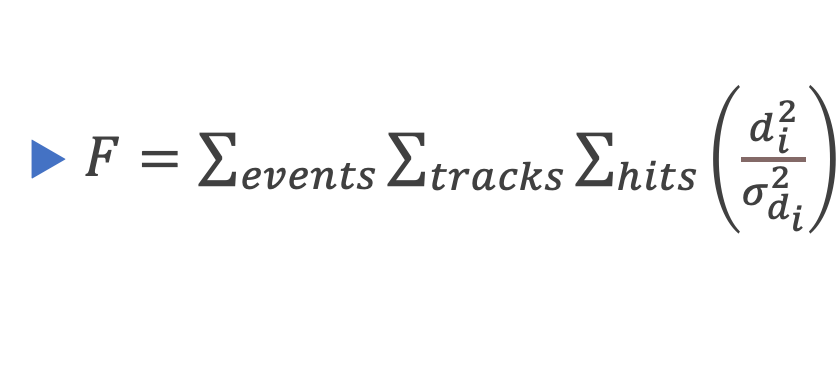 ▶ F = ∑events ∑tracks ∑hits (d_i^2 / σ_{d_i}^2)